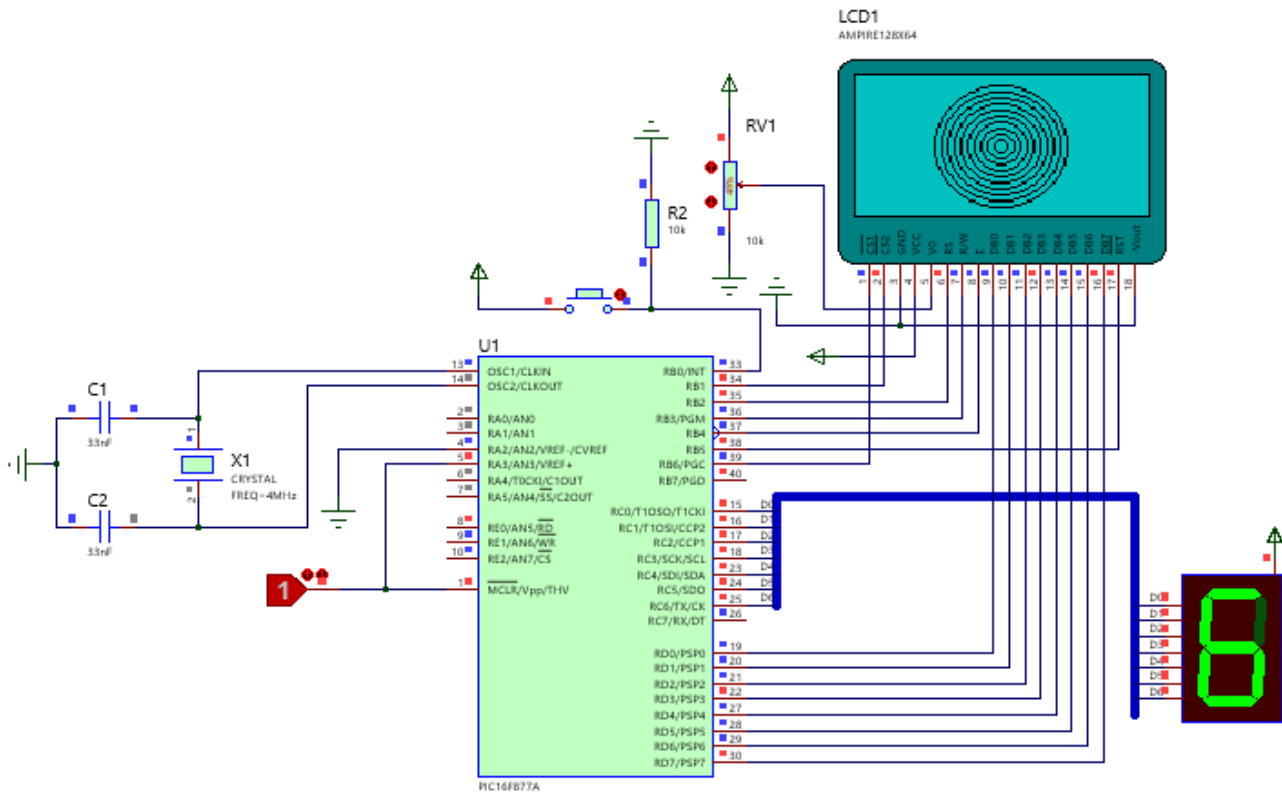 LCD1
AMPIRE128X64
CS1
CS2
GND
VCC
V0
RS
R/W
E
DB0
DB1
DB2
DB3
DB4
DB5
DB6
DB7
RST
-Vout
1
2
3
4
5
6
7
8
9
10
11
12
13
14
15
16
17
18
RV1
10k
R2
10k
U1
13 OSC1/CLKIN
14 OSC2/CLKOUT
2 RA0/AN0
3 RA1/AN1
4 RA2/AN2/VREF-/CVREF
5 RA3/AN3/VREF+
6 RA4/T0CKI/C1OUT
7 RA5/AN4/SS/C2OUT
8 RE0/AN5/RD
9 RE1/AN6/WR
10 RE2/AN7/CS
1 MCLR/Vpp/THV
RB0/INT 33
RB1 34
RB2 35
RB3/PGM 36
RB4 37
RB5 38
RB6/PGC 39
RB7/PGD 40
RC0/T1OSO/T1CKI 15
RC1/T1OSI/CCP2 16
RC2/CCP1 17
RC3/SCK/SCL 18
RC4/SDI/SDA 23
RC5/SDO 24
RC6/TX/CK 25
RC7/RX/DT 26
RD0/PSP0 19
RD1/PSP1 20
RD2/PSP2 21
RD3/PSP3 22
RD4/PSP4 27
RD5/PSP5 28
RD6/PSP6 29
RD7/PSP7 30
PIC16F877A
C1
33nF
C2
33nF
X1
CRYSTAL
FREQ=4MHz
1
2
1
D0
D1
D2
D3
D4
D5
D6
D0
D1
D2
D3
D4
D5
D6
6